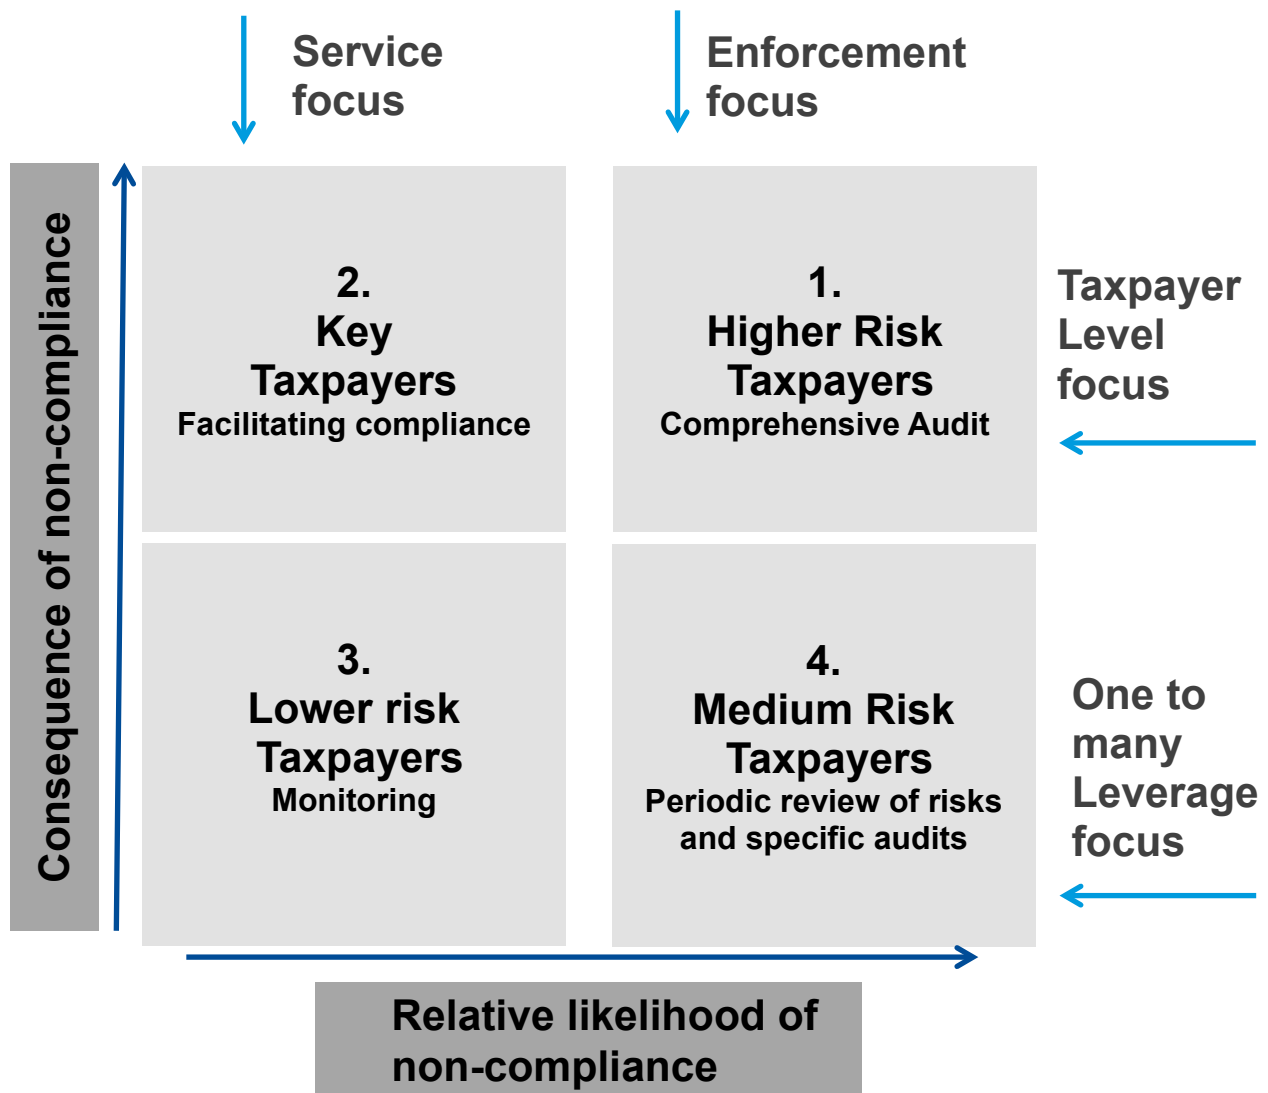 Service
focus
Enforcement
focus
Consequence of non-compliance
2.
Key
Taxpayers
Facilitating compliance
1.
Higher Risk
Taxpayers
Comprehensive Audit
Taxpayer
Level
focus
3.
Lower risk
Taxpayers
Monitoring
4.
Medium Risk
Taxpayers
Periodic review of risks
and specific audits
One to
many
Leverage
focus
Relative likelihood of
non-compliance